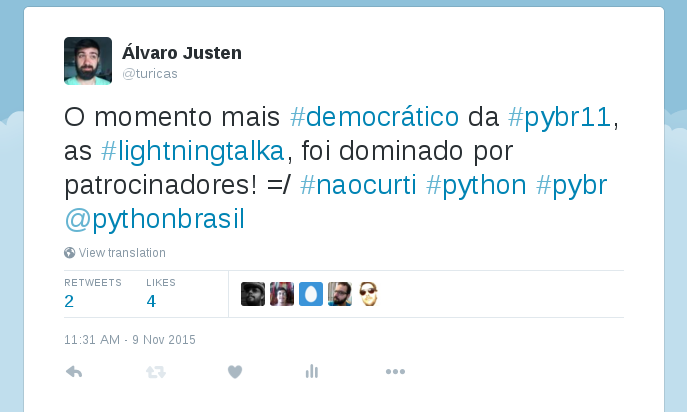 Álvaro Justen
@turicas
O momento mais #democrático da #pybr11,
as #lightningtalka, foi dominado por
patrocinadores! =/ #naocurti #python #pybr
@pythonbrasil
View translation
RETWEETS LIKES
2 4
11:31 AM - 9 Nov 2015